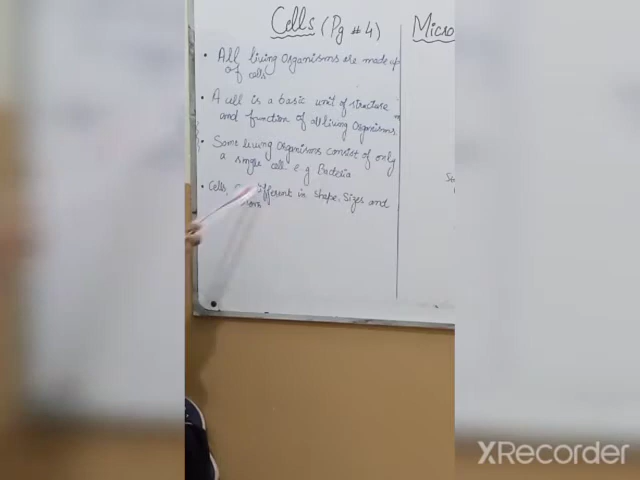 Cells (Pg # 4)
Micro
• All living organisms are made up
of cells.
• A cell is a basic unit of structure
and function of all living organisms.
• Some living organisms consist of only
a single cell e.g Bacteria
• Cells, different in shape, sizes and
XRecorder